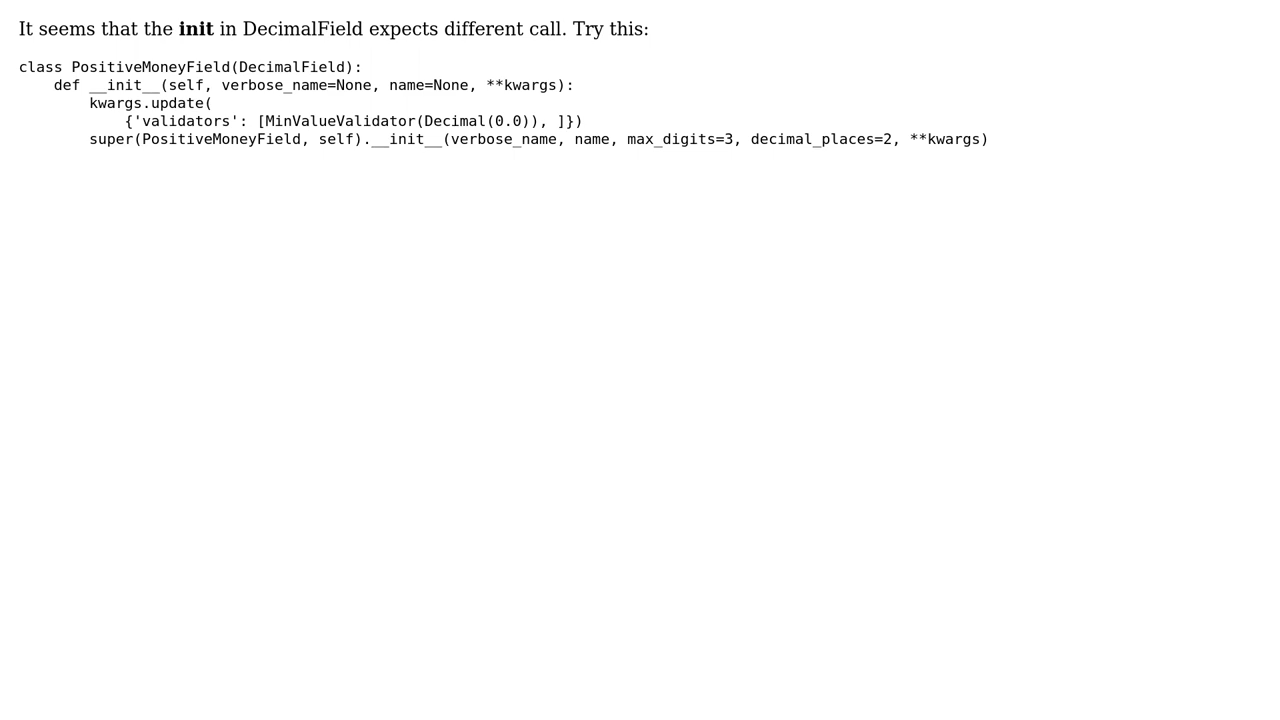 It seems that the init in DecimalField expects different call. Try this:
class PositiveMoneyField(DecimalField):
    def __init__(self, verbose_name=None, name=None, **kwargs):
        kwargs.update(
            {'validators': [MinValueValidator(Decimal(0.0)), ]})
        super(PositiveMoneyField, self).__init__(verbose_name, name, max_digits=3, decimal_places=2, **kwargs)